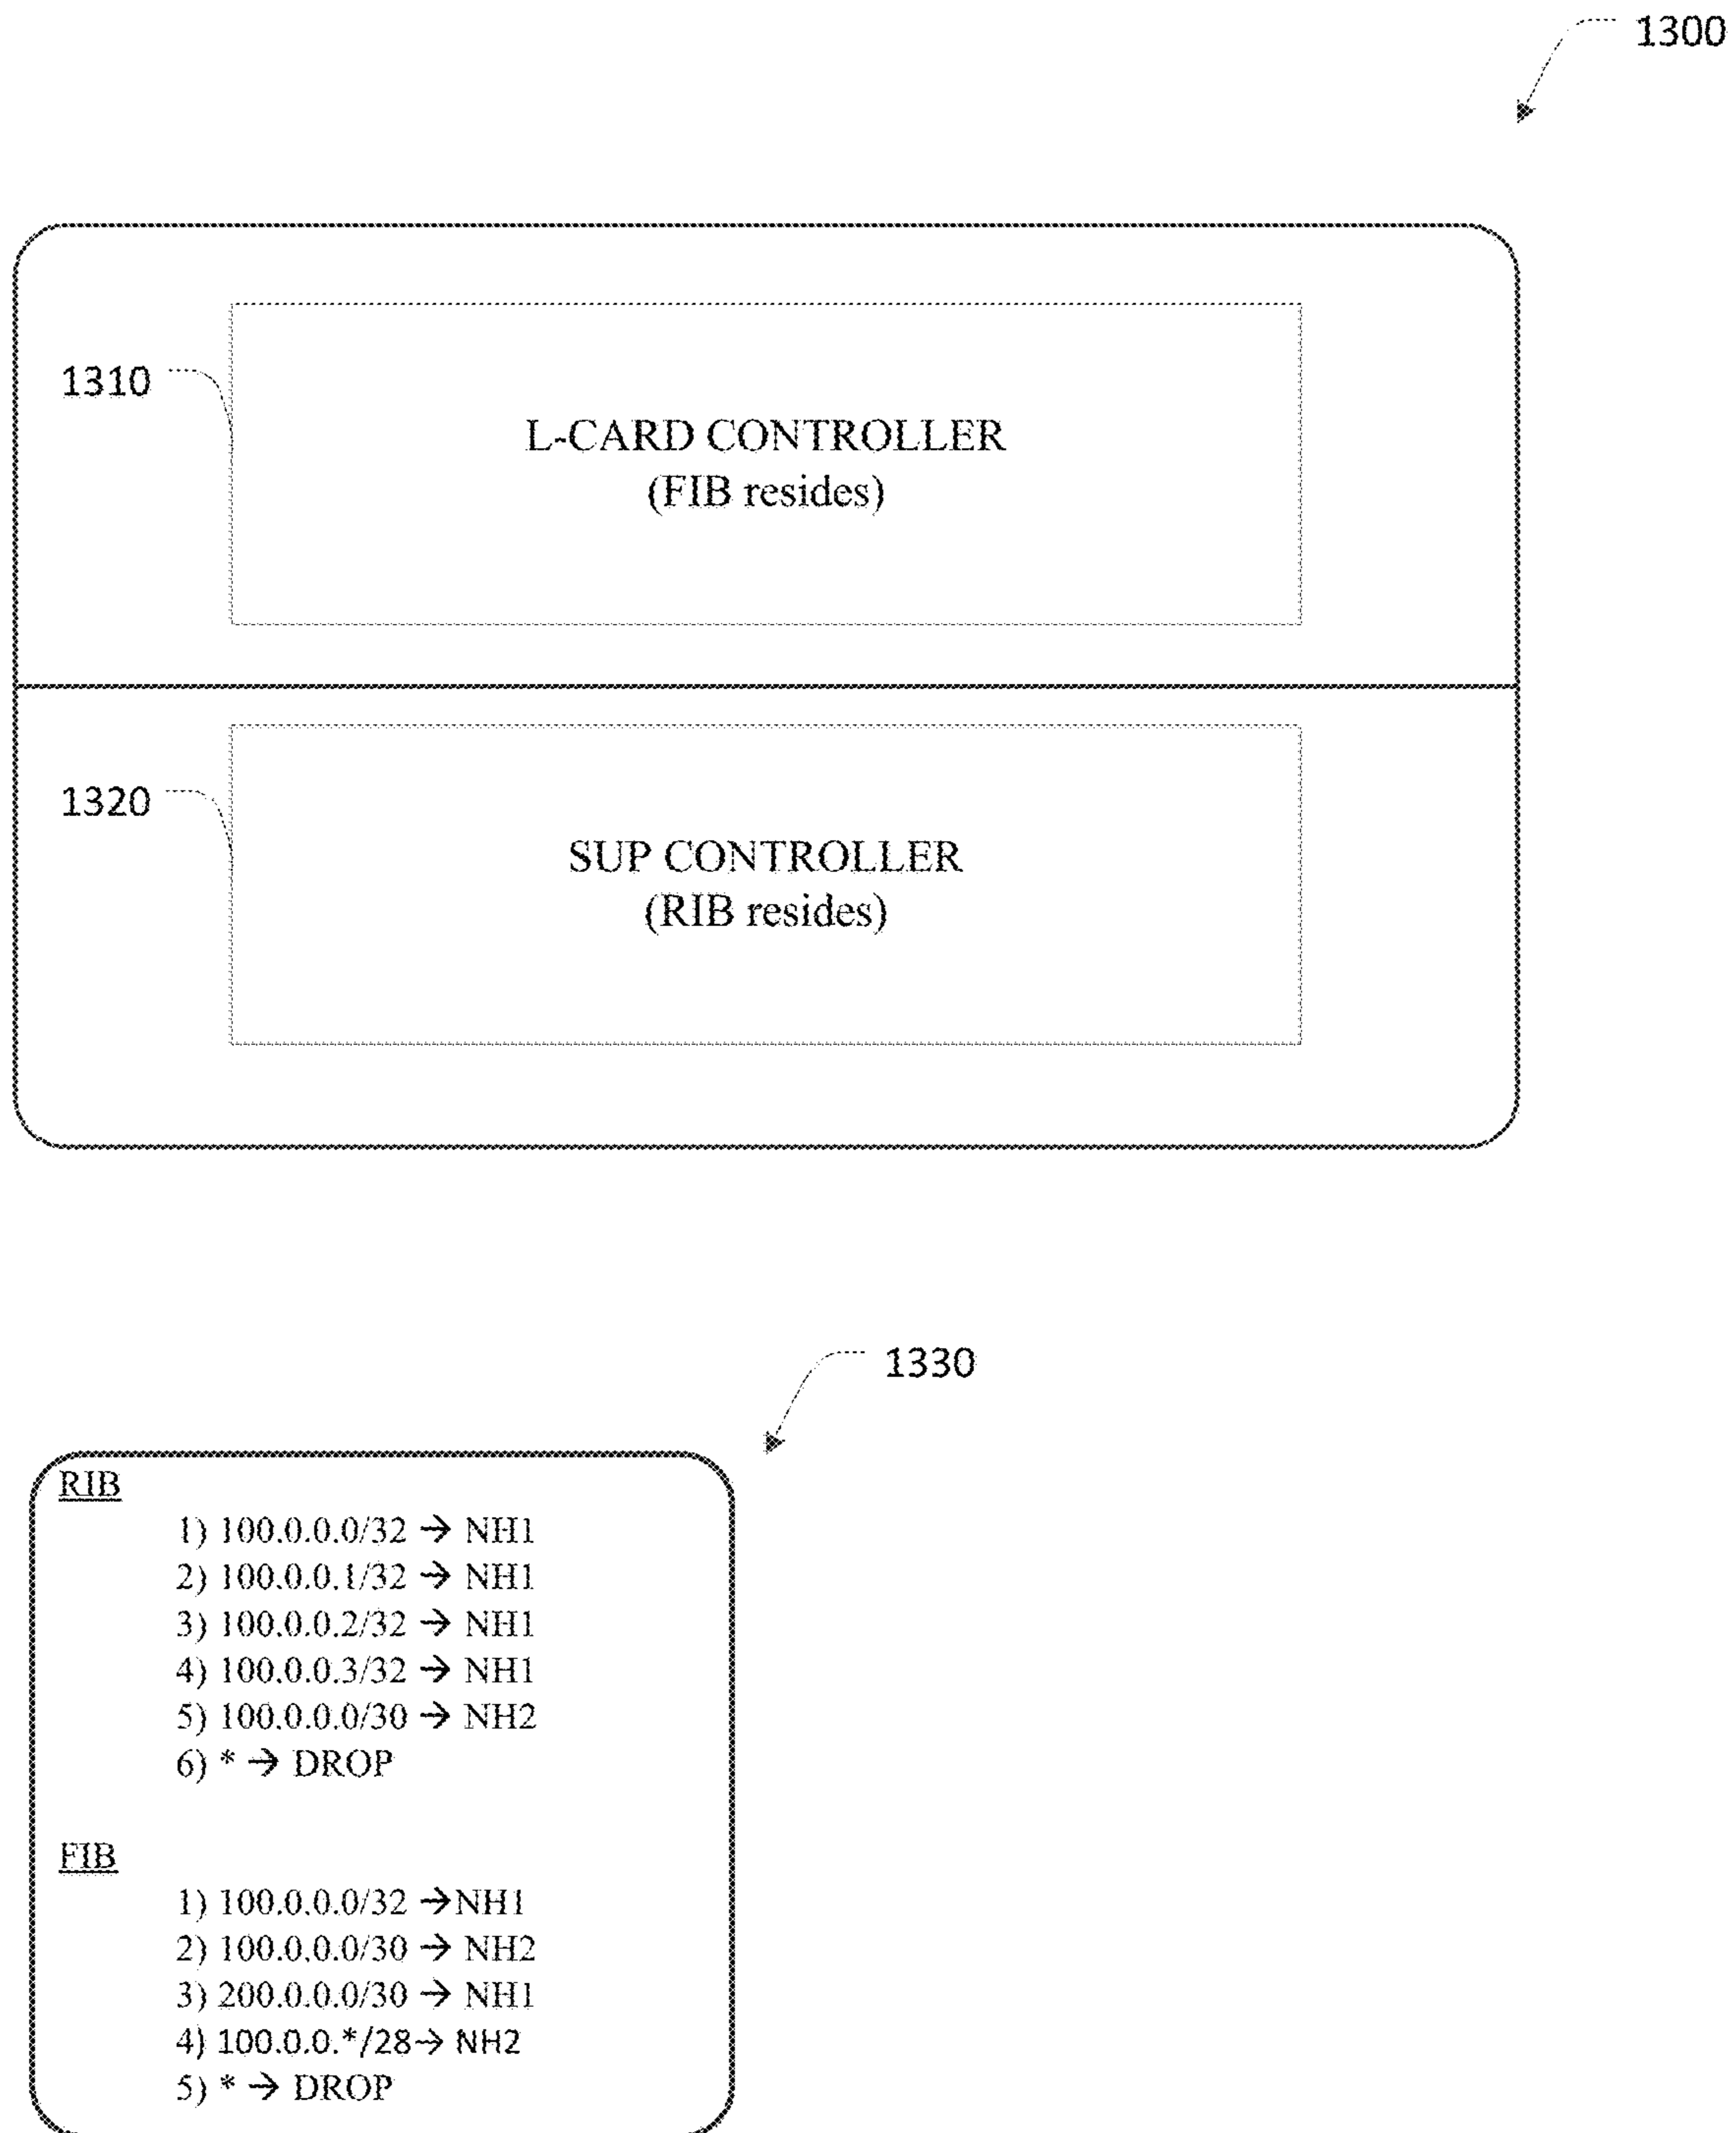 1300
1310
L-CARD CONTROLLER
(FIB resides)
1320
SUP CONTROLLER
(RIB resides)
1330
RIB
1) 100.0.0.0/32 → NH1
2) 100.0.0.1/32 → NH1
3) 100.0.0.2/32 → NH1
4) 100.0.0.3/32 → NH1
5) 100.0.0.0/30 → NH2
6) * → DROP
FIB
1) 100.0.0.0/32 →NH1
2) 100.0.0.0/30 → NH2
3) 200.0.0.0/30 → NH1
4) 100.0.0.*/28→ NH2
5) * → DROP